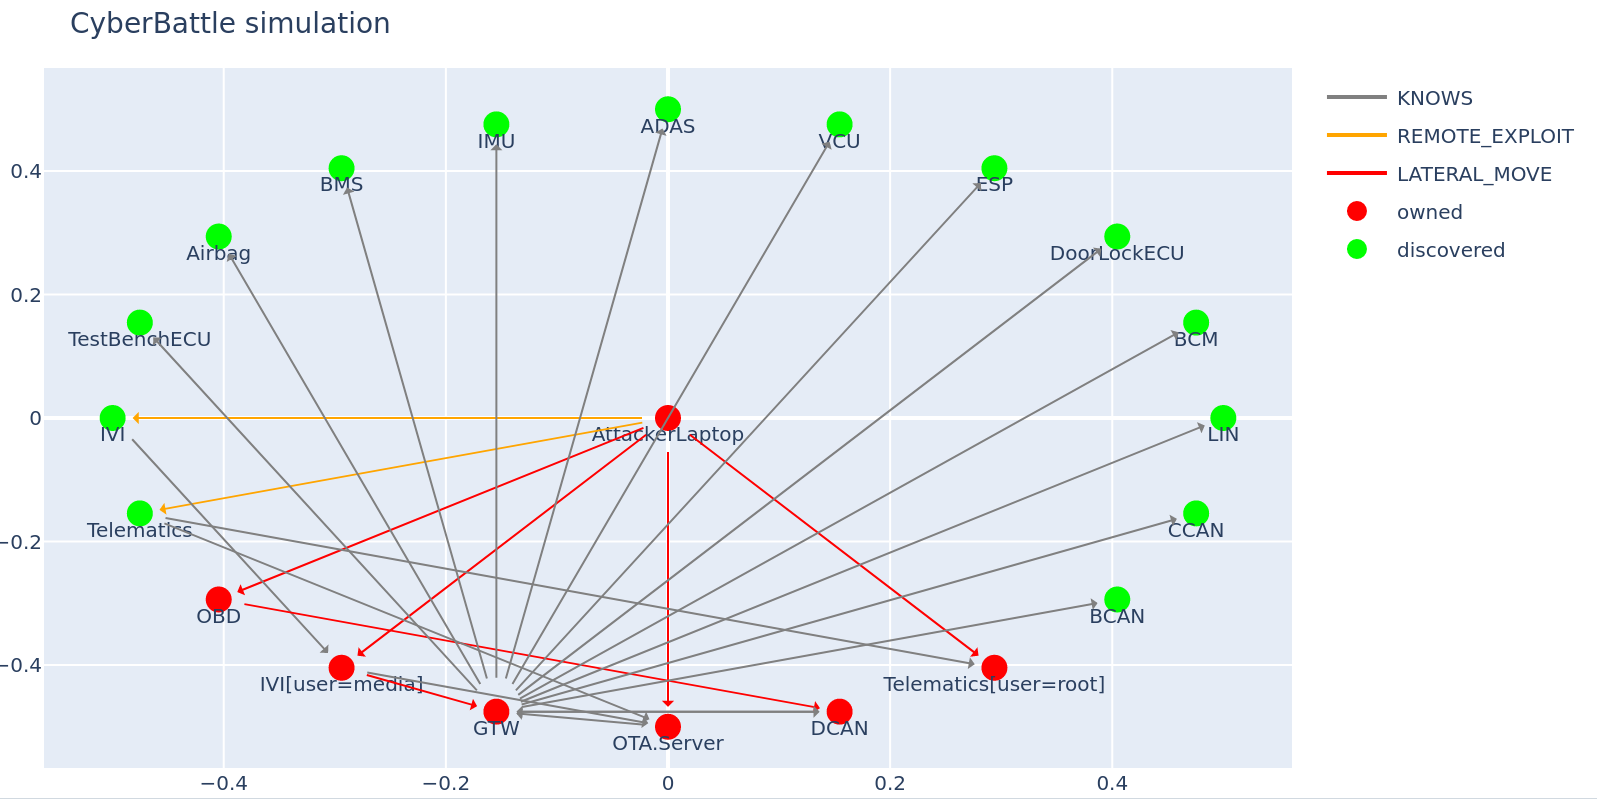 CyberBattle simulation
KNOWS
REMOTE_EXPLOIT
LATERAL_MOVE
owned
discovered
ADAS
IMU
VCU
BMS
ESP
Airbag
DoorLockECU
TestBenchECU
BCM
IVI
AttackerLaptop
LIN
Telematics
CCAN
OBD
BCAN
IVI[user=media]
Telematics[user=root]
GTW
DCAN
OTA.Server
0.4
0.2
0
−0.2
−0.4
−0.4
−0.2
0
0.2
0.4